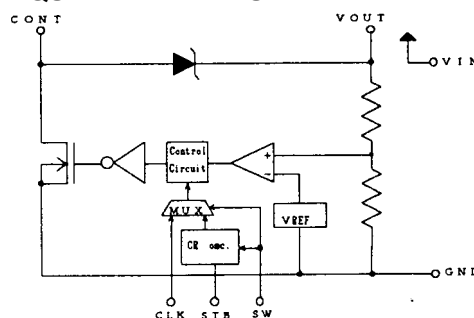 CONT
VOUT
VIN
Control
Circuit
+
-
MUX
VREF
CR osc.
GND
CLK
STB
SW